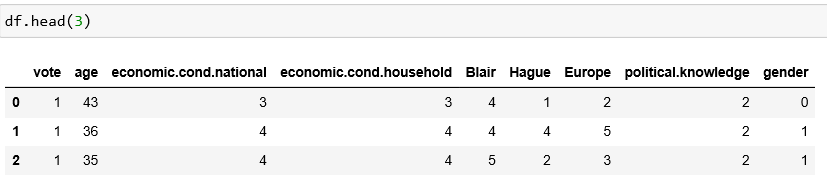 df.head(3)
vote age economic.cond.national economic.cond.household Blair Hague Europe political.knowledge gender
0 1 43 3 3 4 1 2 2 0
1 1 36 4 4 4 4 5 2 1
2 1 35 4 4 5 2 3 2 1